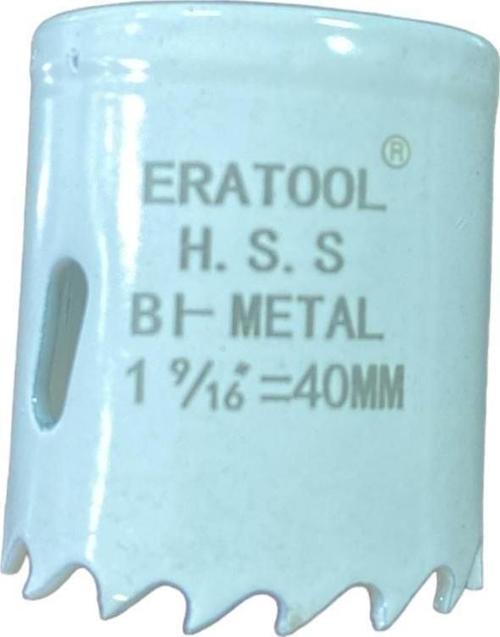 ERATOOL®
H. S. S
BI-METAL
1 9/16"=40MM